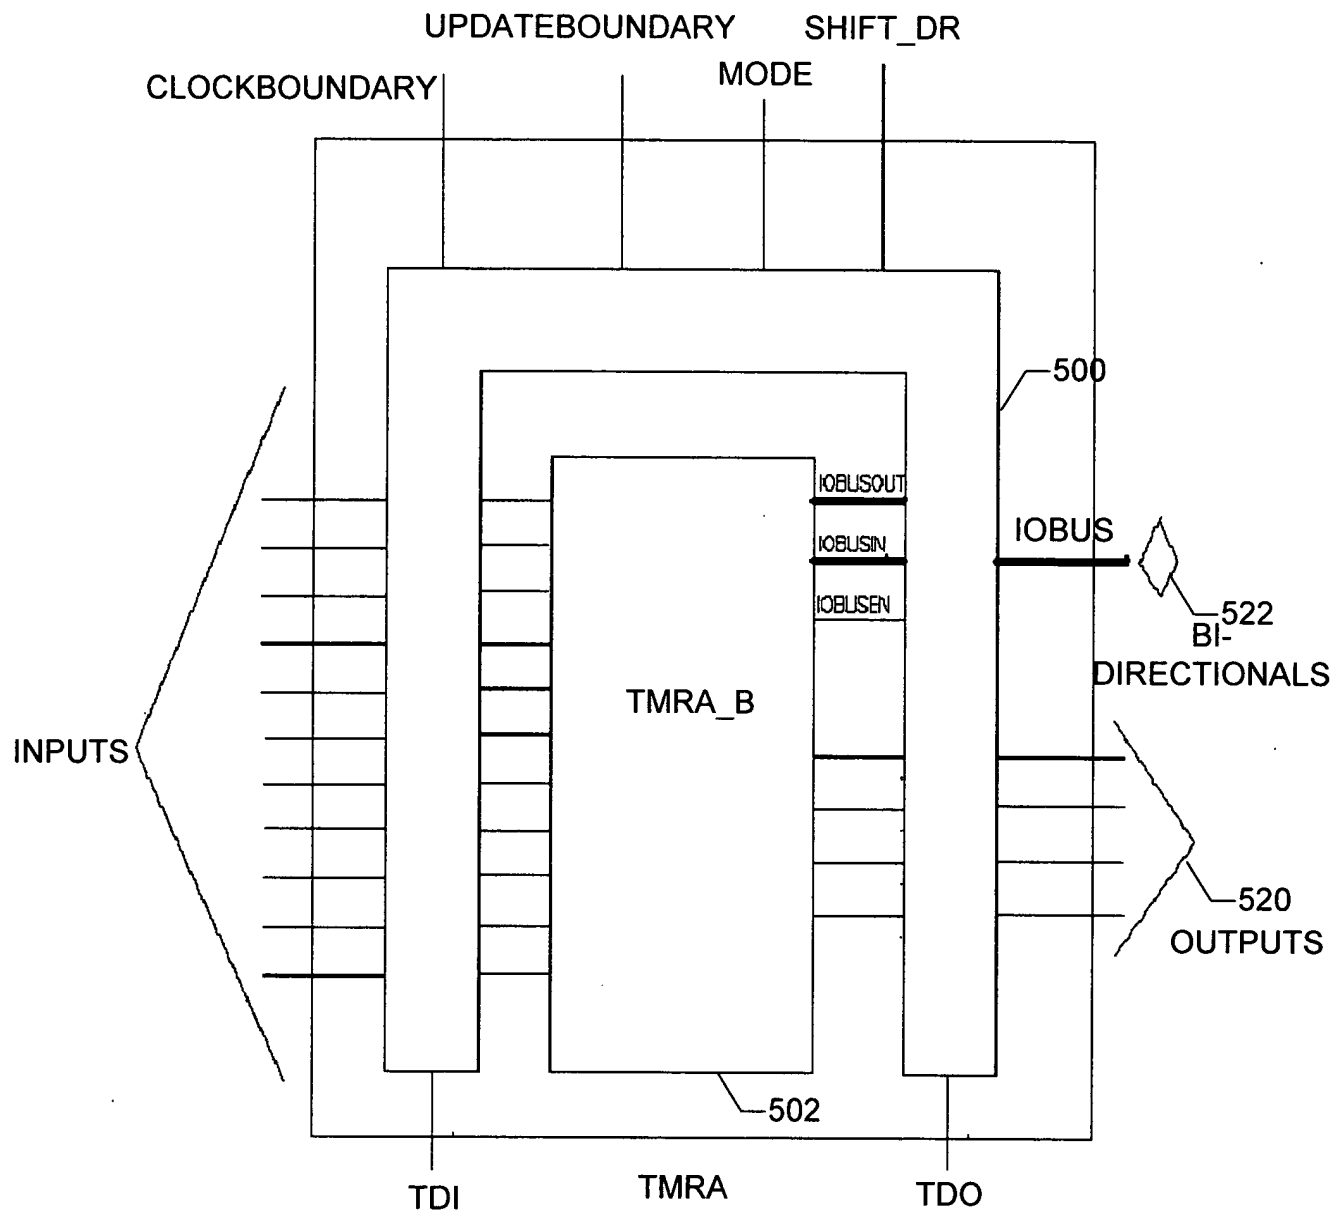 UPDATEBOUNDARY
SHIFT_DR
CLOCKBOUNDARY
MODE
500
IOBUSOUT
IOBUSIN
IOBUS
IOBUSEN
522
BI-
DIRECTIONALS
TMRA_B
INPUTS
520
OUTPUTS
502
TDI
TMRA
TDO